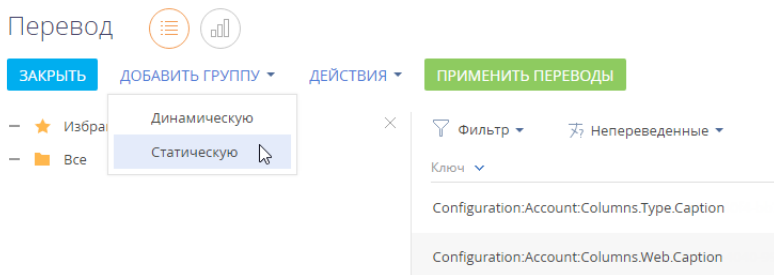 Перевод
ЗАКРЫТЬ ДОБАВИТЬ ГРУППУ ДЕЙСТВИЯ ПРИМЕНИТЬ ПЕРЕВОДЫ
Динамическую
Статическую
Избра
Все
Фильтр Непереведенные
Ключ
Configuration:Account:Columns.Type.Caption
Configuration:Account:Columns.Web.Caption